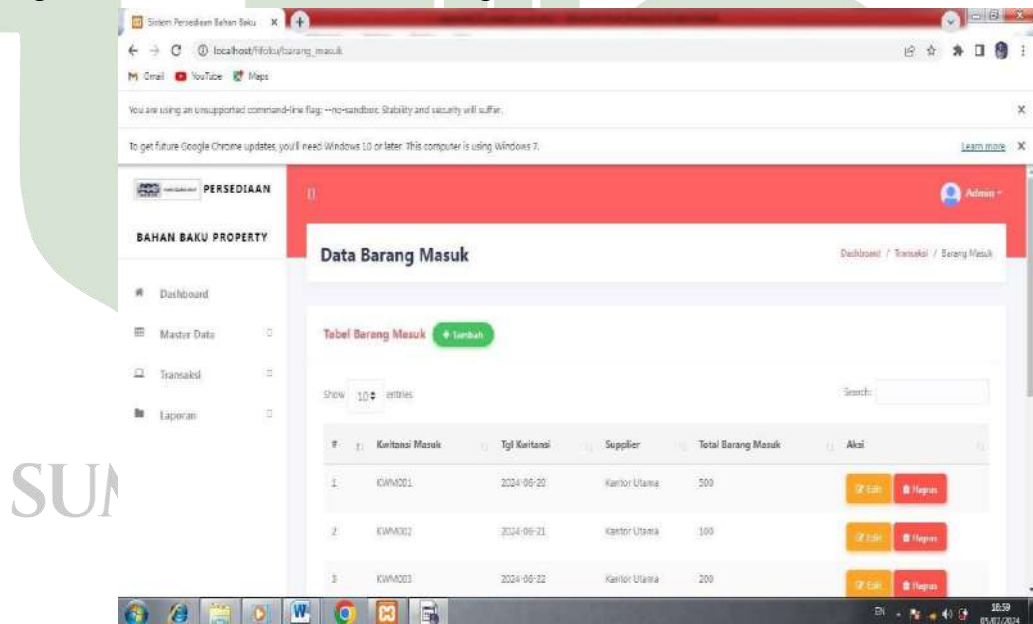 Sistem Persediaan Bahan Baku
localhost/fifoku/barang_masuk
Gmail YouTube Maps
You are using an unsupported command-line flag: --no-sandbox. Stability and security will suffer.
To get future Google Chrome updates, you'll need Windows 10 or later. This computer is using Windows 7. Learn more
PERSEDIAAN
BAHAN BAKU PROPERTY
Admin
Data Barang Masuk
Dashboard / Transaksi / Barang Masuk
Dashboard
Master Data
Transaksi
Laporan
Tabel Barang Masuk + Tambah
Show 10 entries
Search:
# Kwitansi Masuk Tgl Kwitansi Supplier Total Barang Masuk Aksi
1 KWM001 2024-06-20 Kantor Utama 500 Edit Hapus
2 KWM002 2024-06-21 Kantor Utama 100 Edit Hapus
3 KWM003 2024-06-22 Kantor Utama 200 Edit Hapus
SUM
EN 18:59